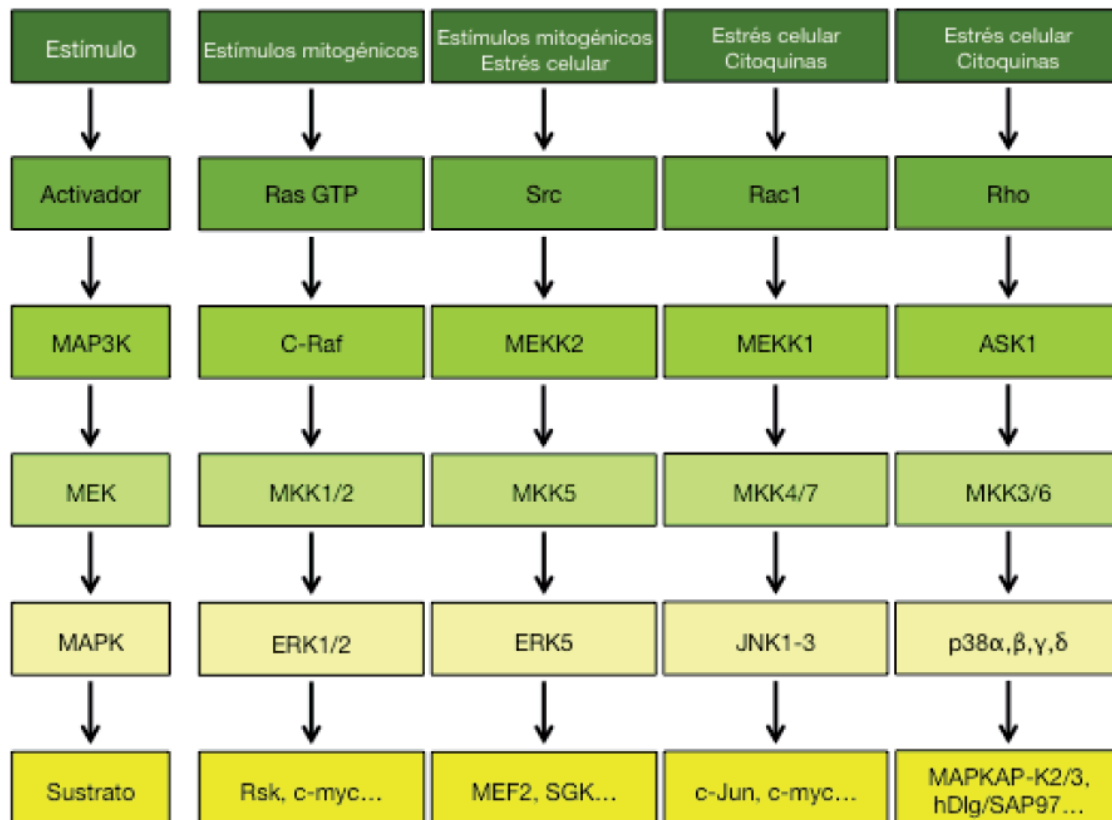 Estímulo
Estímulos mitogénicos
Estímulos mitogénicos
Estrés celular
Estrés celular
Citoquinas
Estrés celular
Citoquinas
Activador
Ras GTP
Src
Rac1
Rho
MAP3K
C-Raf
MEKK2
MEKK1
ASK1
MEK
MKK1/2
MKK5
MKK4/7
MKK3/6
MAPK
ERK1/2
ERK5
JNK1-3
p38α,β,γ,δ
Sustrato
Rsk, c-myc...
MEF2, SGK...
c-Jun, c-myc...
MAPKAP-K2/3,
hDlg/SAP97...